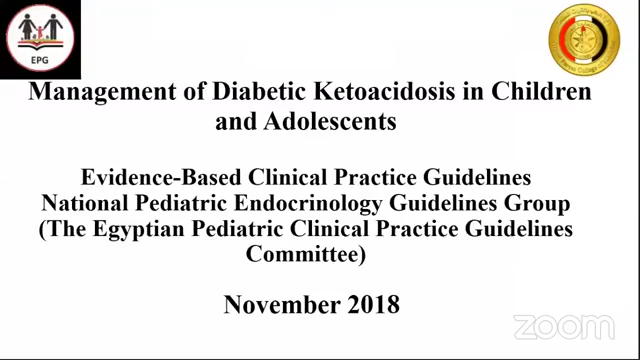 EPG
Management of Diabetic Ketoacidosis in Children
and Adolescents
Evidence-Based Clinical Practice Guidelines
National Pediatric Endocrinology Guidelines Group
(The Egyptian Pediatric Clinical Practice Guidelines
Committee)
November 2018
zoom